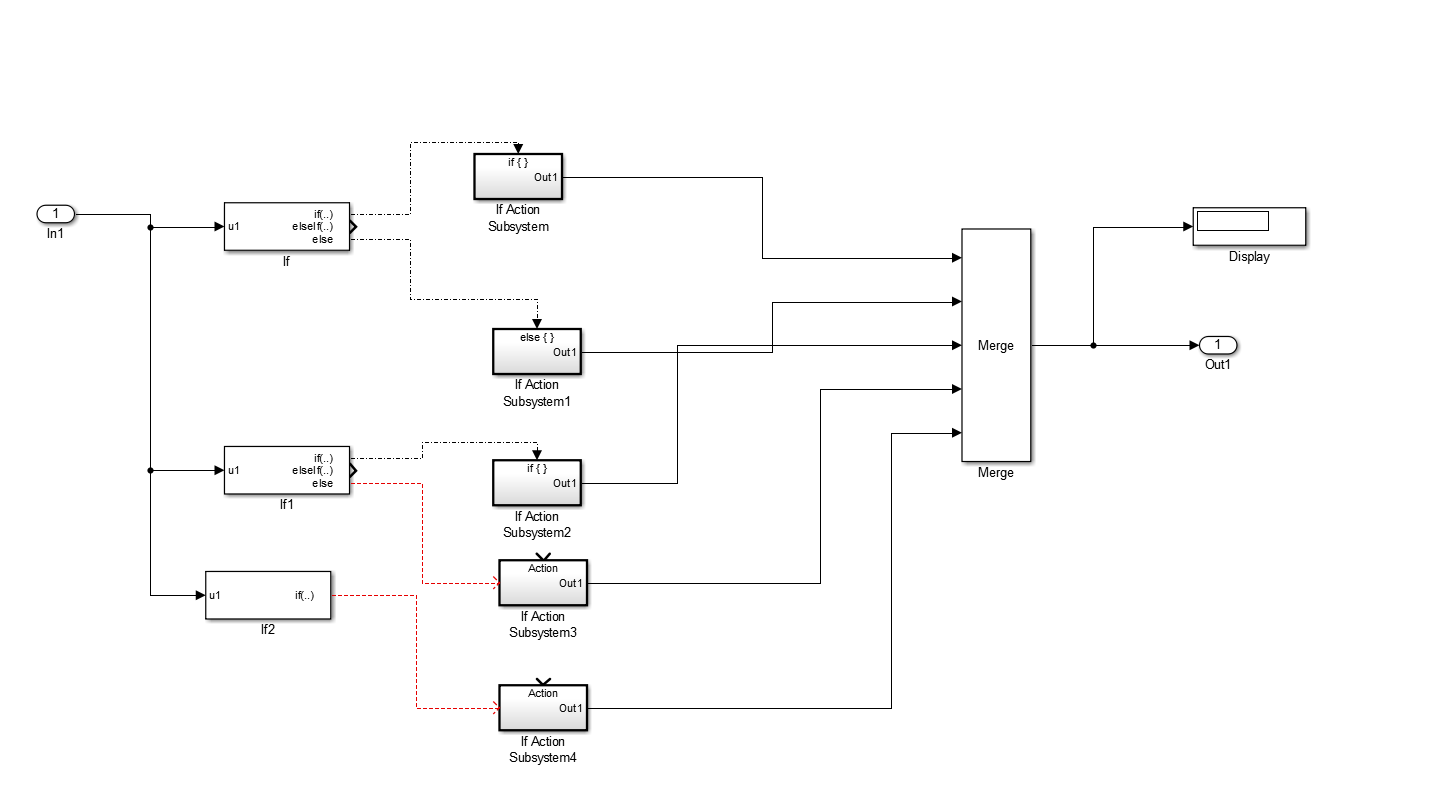 1
In1
u1
if(..)
elseif(..)
else
If
if { }
Out1
If Action
Subsystem
else { }
Out1
If Action
Subsystem1
u1
if(..)
elseif(..)
else
If1
if { }
Out1
If Action
Subsystem2
Action
Out1
If Action
Subsystem3
u1
if(..)
If2
Action
Out1
If Action
Subsystem4
Merge
Merge
Display
1
Out1